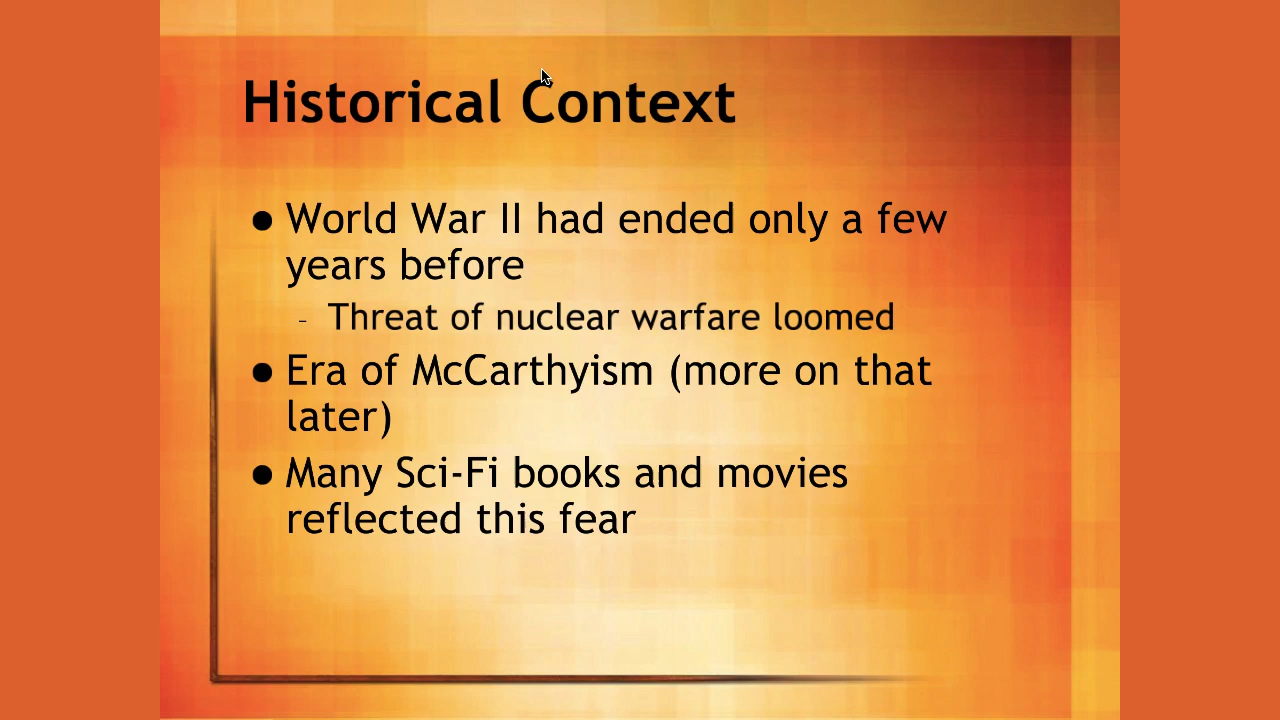 Historical Context
● World War II had ended only a few
years before
– Threat of nuclear warfare loomed
● Era of McCarthyism (more on that
later)
● Many Sci-Fi books and movies
reflected this fear